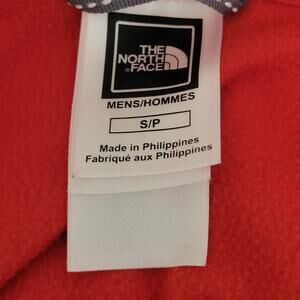 THE
NORTH
FACE
MENS/HOMMES
S/P
Made in Philippines
Fabriqué aux Philippines